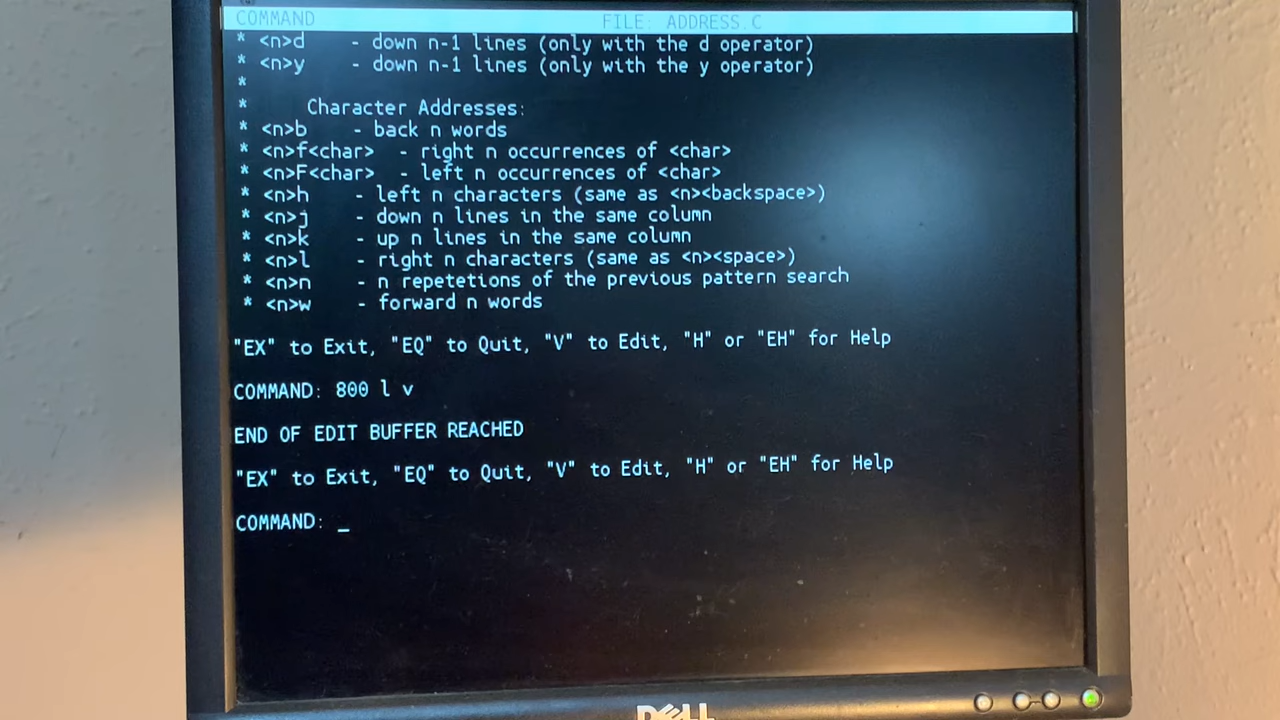 COMMAND FILE: ADDRESS.C
* <n>d - down n-1 lines (only with the d operator)
* <n>y - down n-1 lines (only with the y operator)
*
* Character Addresses:
* <n>b - back n words
* <n>f<char> - right n occurrences of <char>
* <n>F<char> - left n occurrences of <char>
* <n>h - left n characters (same as <n><backspace>)
* <n>j - down n lines in the same column
* <n>k - up n lines in the same column
* <n>l - right n characters (same as <n><space>)
* <n>n - n repetetions of the previous pattern search
* <n>w - forward n words
"EX" to Exit, "EQ" to Quit, "V" to Edit, "H" or "EH" for Help
COMMAND: 800 l v
END OF EDIT BUFFER REACHED
"EX" to Exit, "EQ" to Quit, "V" to Edit, "H" or "EH" for Help
COMMAND: _
DELL